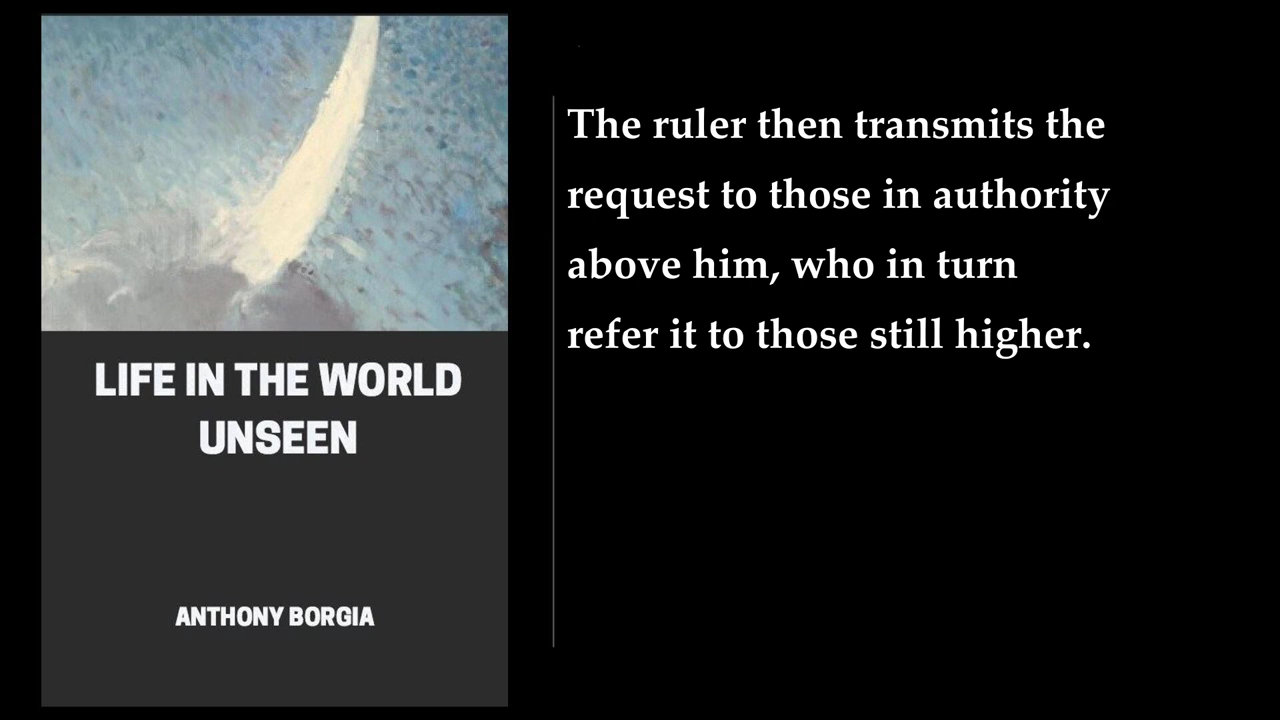 LIFE IN THE WORLD
UNSEEN
ANTHONY BORGIA
The ruler then transmits the
request to those in authority
above him, who in turn
refer it to those still higher.